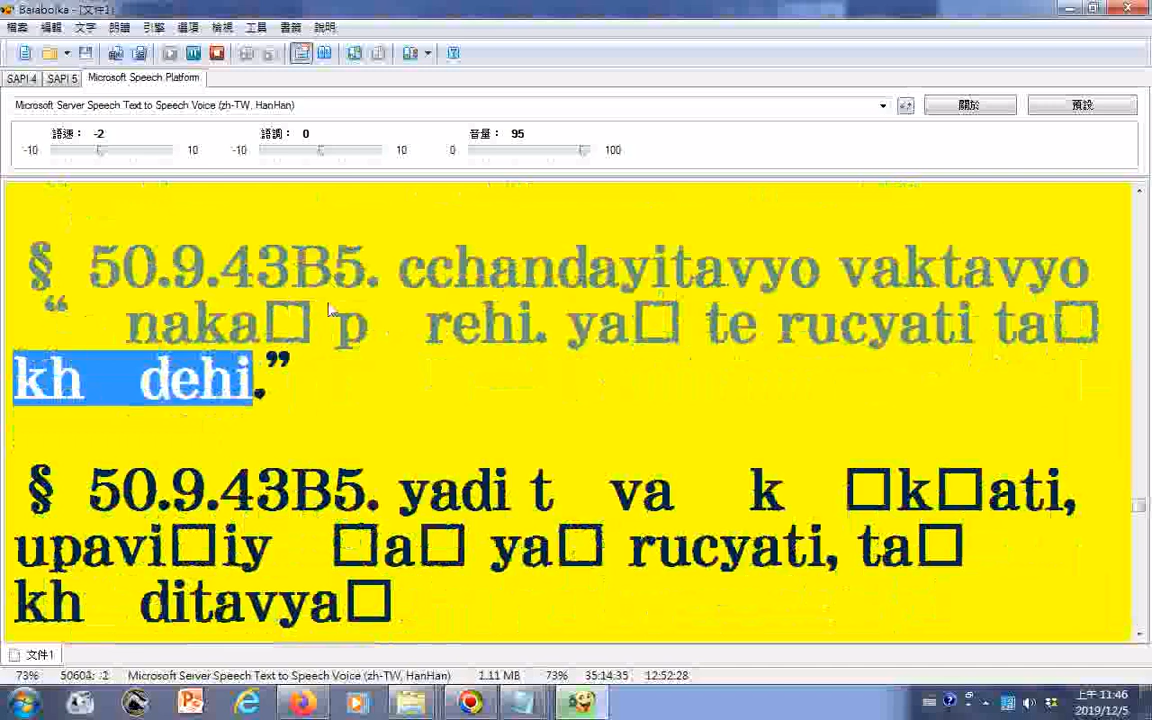 Balabolka - [文件1]
檔案 編輯 文字 朗讀 引擎 選項 檢視 工具 書籤 說明
SAPI 4 SAPI 5 Microsoft Speech Platform
Microsoft Server Speech Text to Speech Voice (zh-TW, HanHan) 關於 預設
語速： -2 語調： 0 音量： 95
-10 10 -10 10 0 100
§ 50.9.43B5. cchandayitavyo vaktavyo
“ naka□ p rehi. ya□ te rucyati ta□
kh dehi.”
§ 50.9.43B5. yadi t va k □k□ati,
upavi□iy □a□ ya□ rucyati, ta□
kh ditavya□
文件1
73% Microsoft Server Speech Text to Speech Voice (zh-TW, HanHan) 1.11 MB 73% 35:14:35 12:52:28
上午 11:46
2019/12/5